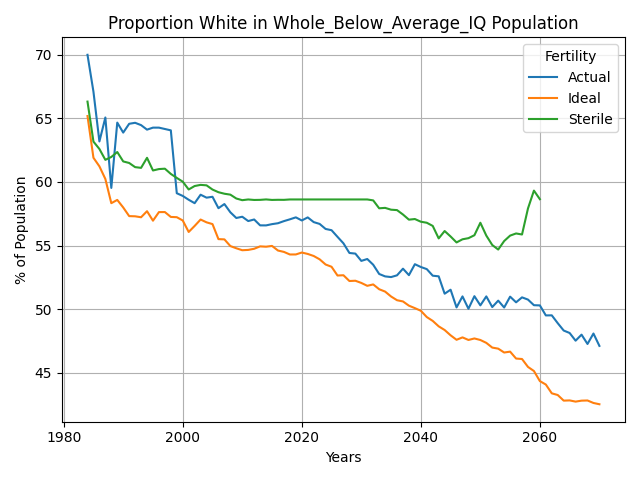 Proportion White in Whole_Below_Average_IQ Population
% of Population
70
65
60
55
50
45
1980
2000
2020
2040
2060
Years
Fertility
Actual
Ideal
Sterile